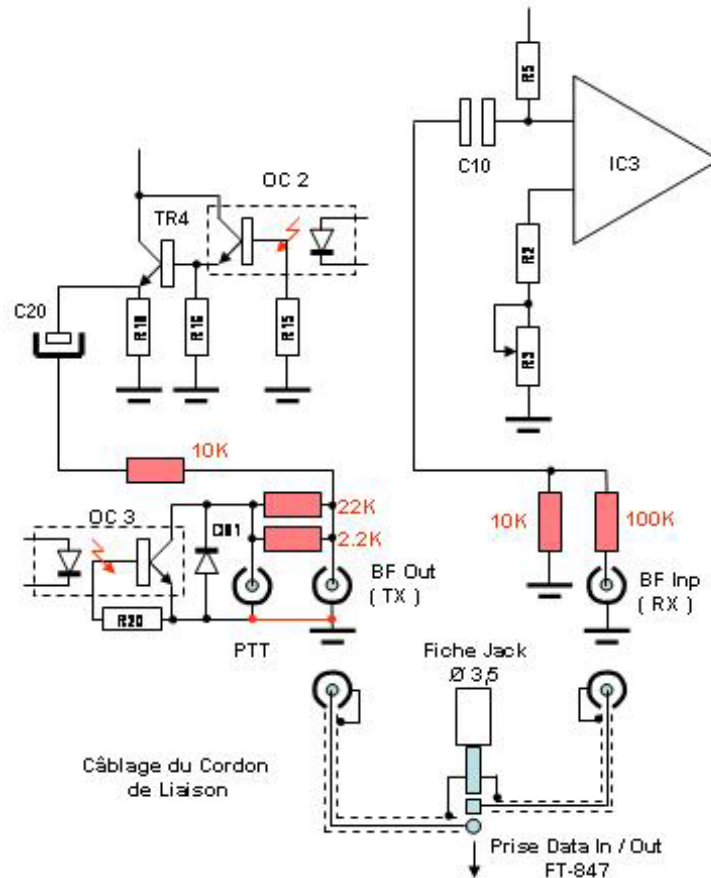 R5
C10
IC3
OC 2
TR4
R2
C20
R18
R16
R15
R3
10K
OC 3
22K
10K
100K
2.2K
BF Out
( TX )
BF Inp
( RX )
R20
PTT
Fiche Jack
Ø 3,5
Câblage du Cordon
de Liaison
Prise Data In / Out
FT-847